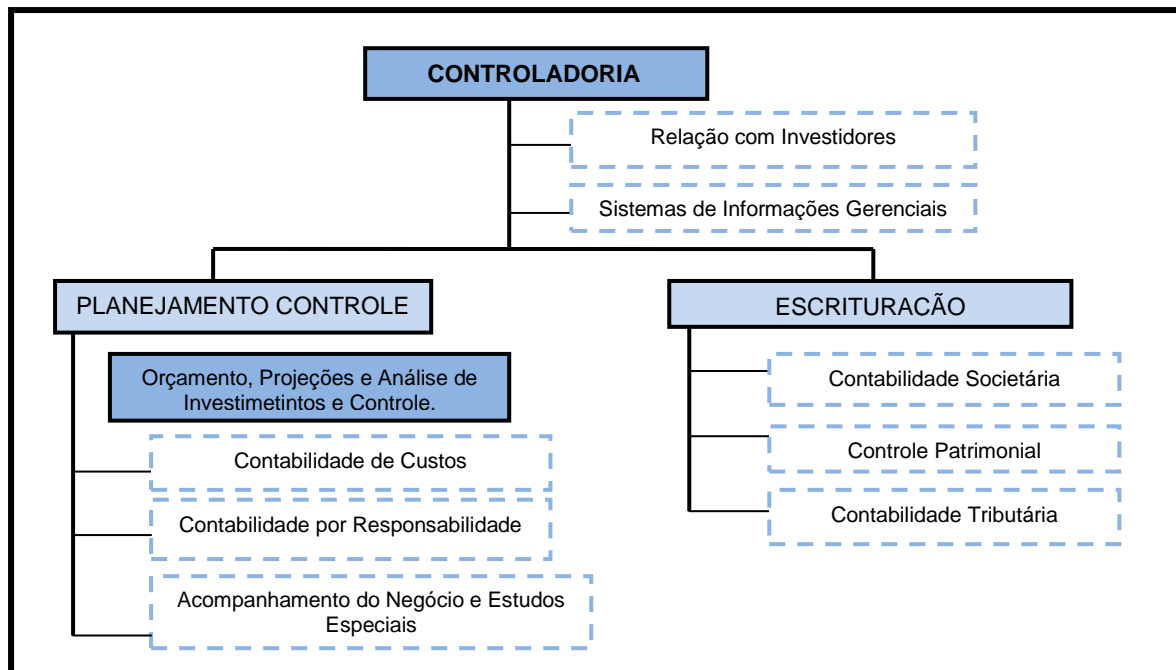 CONTROLADORIA
Relação com Investidores
Sistemas de Informações Gerenciais
PLANEJAMENTO CONTROLE
Orçamento, Projeções e Análise de
Investimetintos e Controle.
Contabilidade de Custos
Contabilidade por Responsabilidade
Acompanhamento do Negócio e Estudos
Especiais
ESCRITURACÃO
Contabilidade Societária
Controle Patrimonial
Contabilidade Tributária